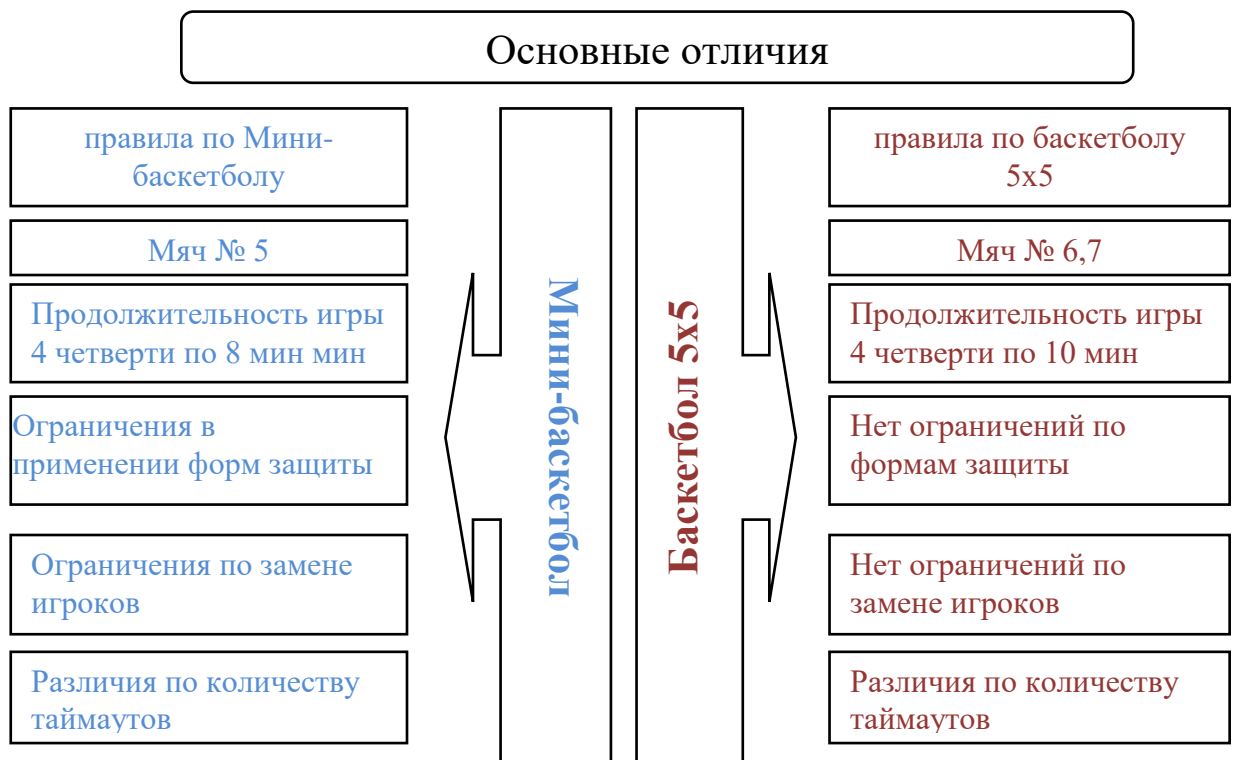 Основные отличия
правила по Мини-
баскетболу
Мяч № 5
Продолжительность игры
4 четверти по 8 мин мин
Ограничения в
применении форм защиты
Ограничения по замене
игроков
Различия по количеству
таймаутов
Мини-баскетбол
Баскетбол 5х5
правила по баскетболу
5х5
Мяч № 6,7
Продолжительность игры
4 четверти по 10 мин
Нет ограничений по
формам защиты
Нет ограничений по
замене игроков
Различия по количеству
таймаутов